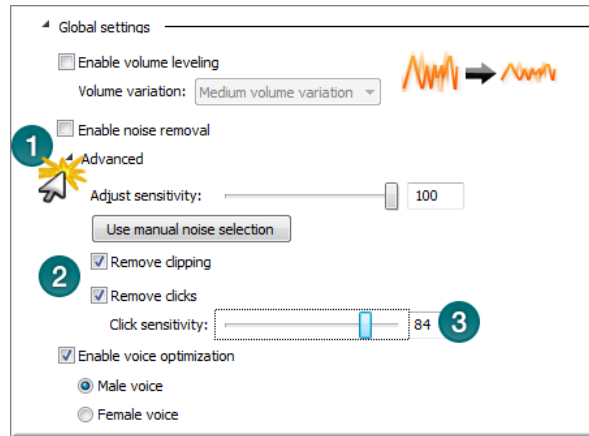 Global settings
Enable volume leveling
Volume variation: Medium volume variation
Enable noise removal
1
Advanced
Adjust sensitivity: 100
Use manual noise selection
2
Remove clipping
Remove clicks
Click sensitivity: 84 3
Enable voice optimization
Male voice
Female voice